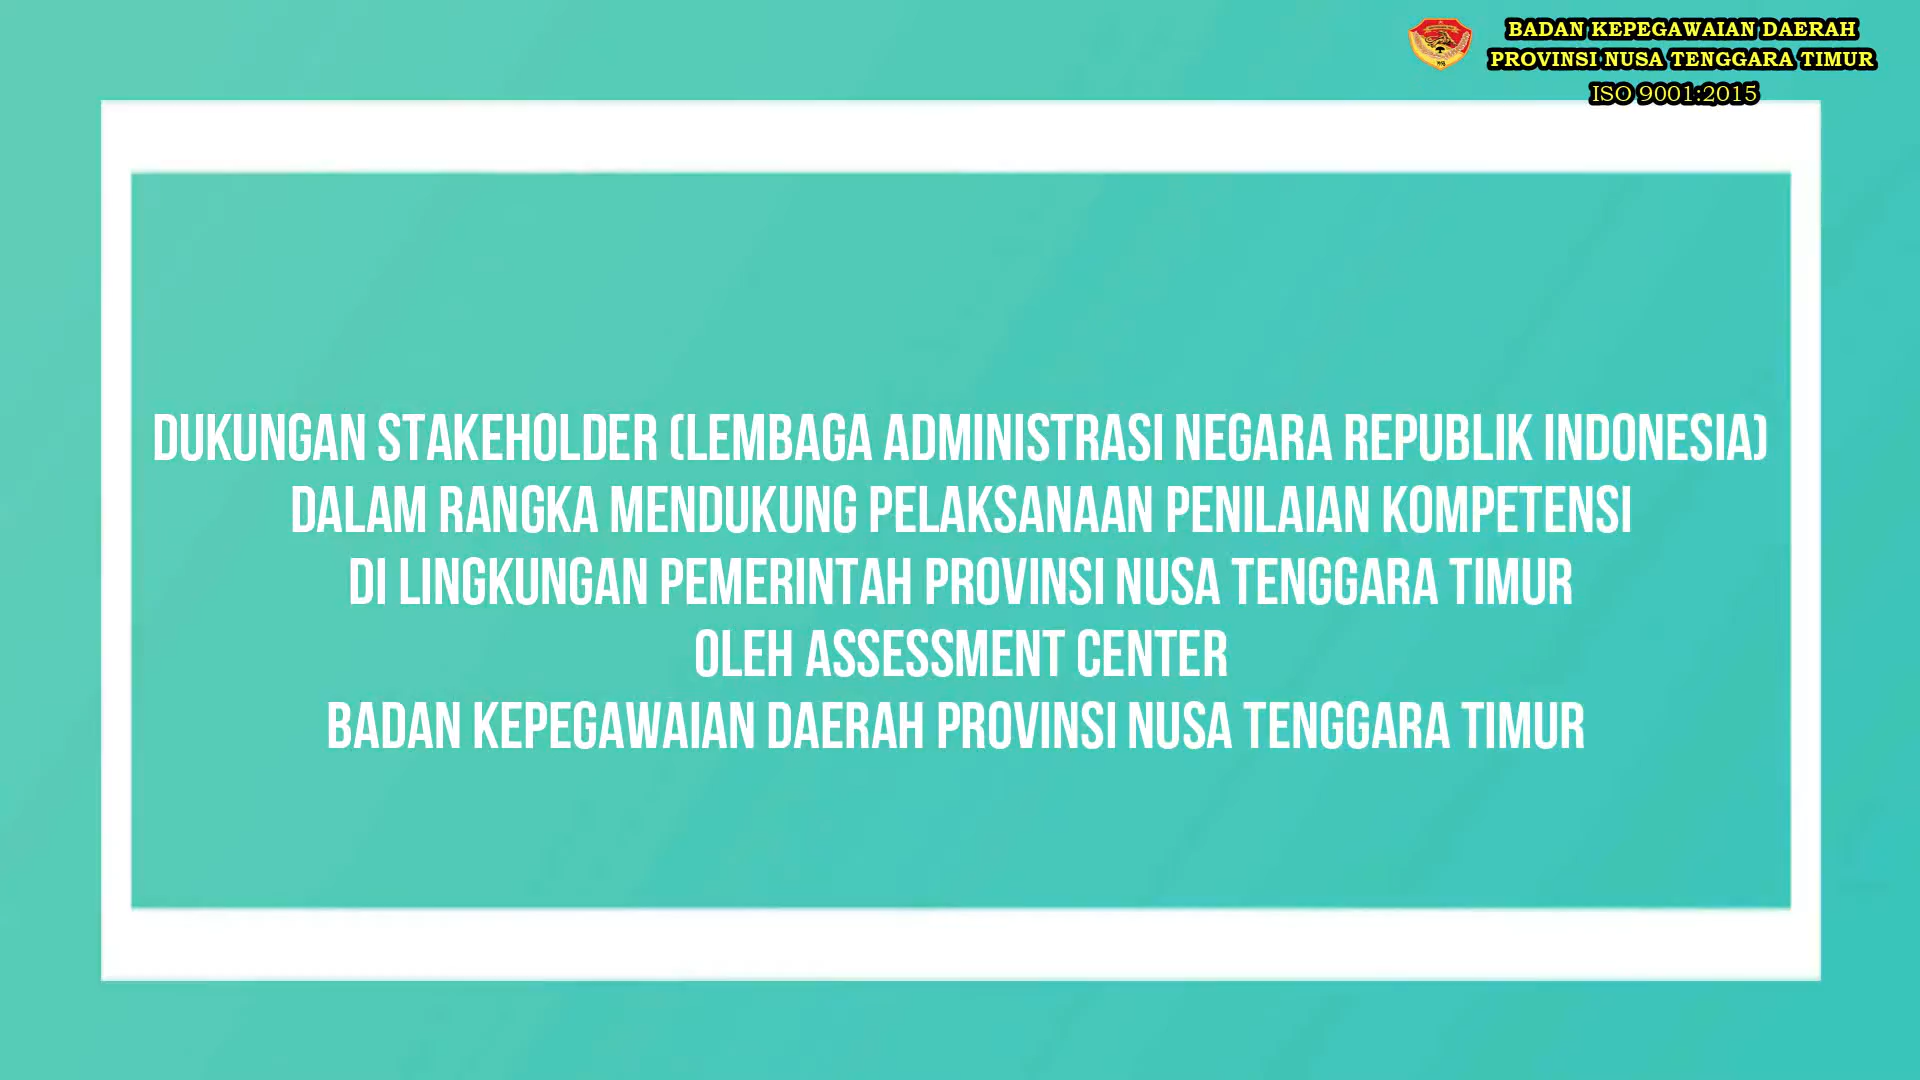 BADAN KEPEGAWAIAN DAERAH
PROVINSI NUSA TENGGARA TIMUR
ISO 9001:2015
DUKUNGAN STAKEHOLDER (LEMBAGA ADMINISTRASI NEGARA REPUBLIK INDONESIA)
DALAM RANGKA MENDUKUNG PELAKSANAAN PENILAIAN KOMPETENSI
DI LINGKUNGAN PEMERINTAH PROVINSI NUSA TENGGARA TIMUR
OLEH ASSESSMENT CENTER
BADAN KEPEGAWAIAN DAERAH PROVINSI NUSA TENGGARA TIMUR